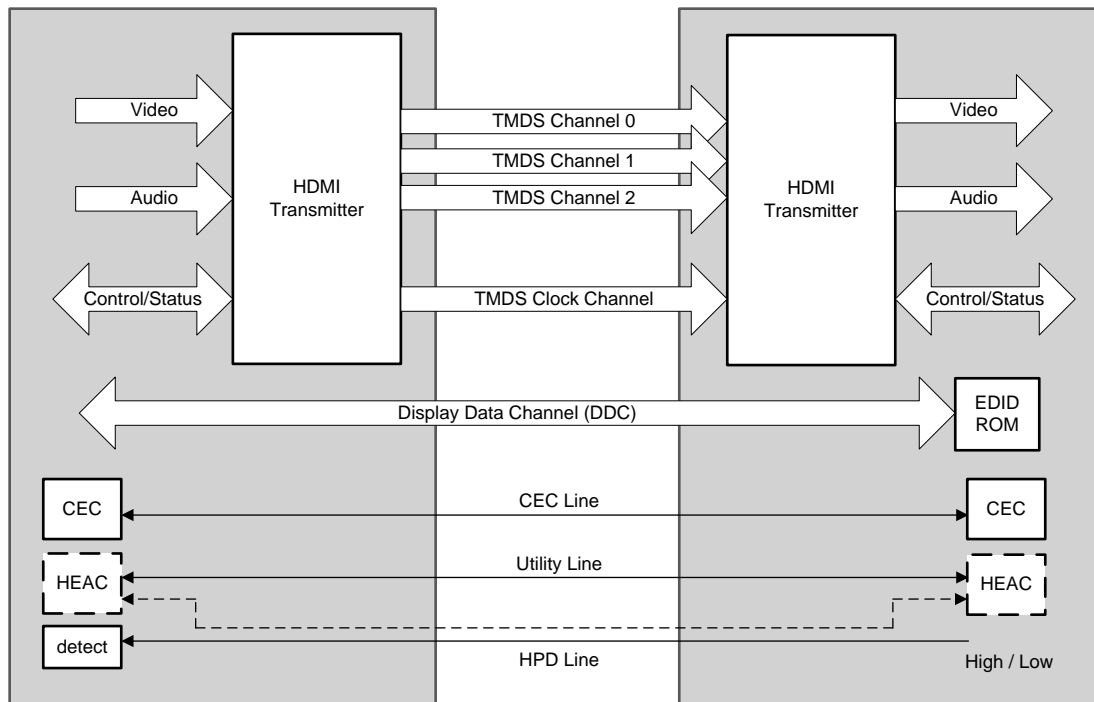 Video
Audio
Control/Status
HDMI
Transmitter
TMDS Channel 0
TMDS Channel 1
TMDS Channel 2
TMDS Clock Channel
HDMI
Transmitter
Video
Audio
Control/Status
Display Data Channel (DDC)
EDID
ROM
CEC
CEC Line
CEC
HEAC
Utility Line
HEAC
detect
HPD Line
High / Low